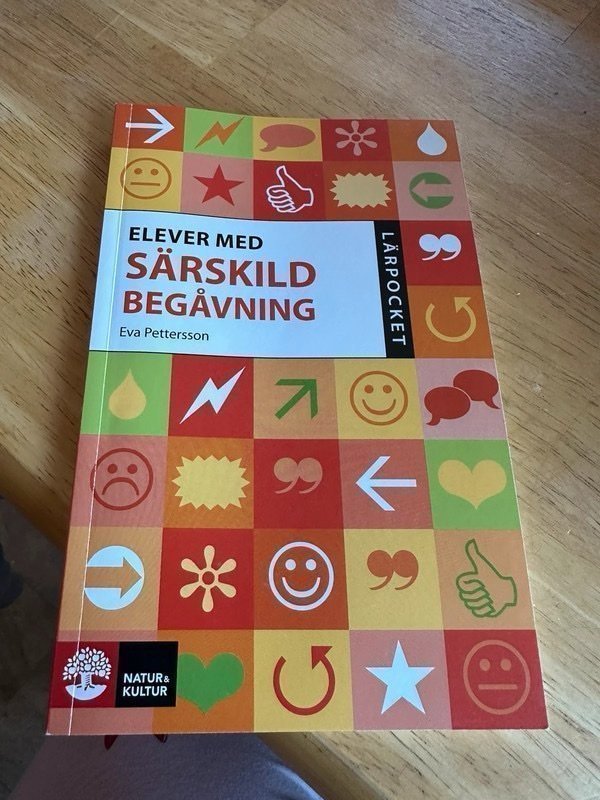 ELEVER MED
SÄRSKILD
BEGÅVNING
Eva Pettersson
LÄRPOCKET
NATUR&
KULTUR